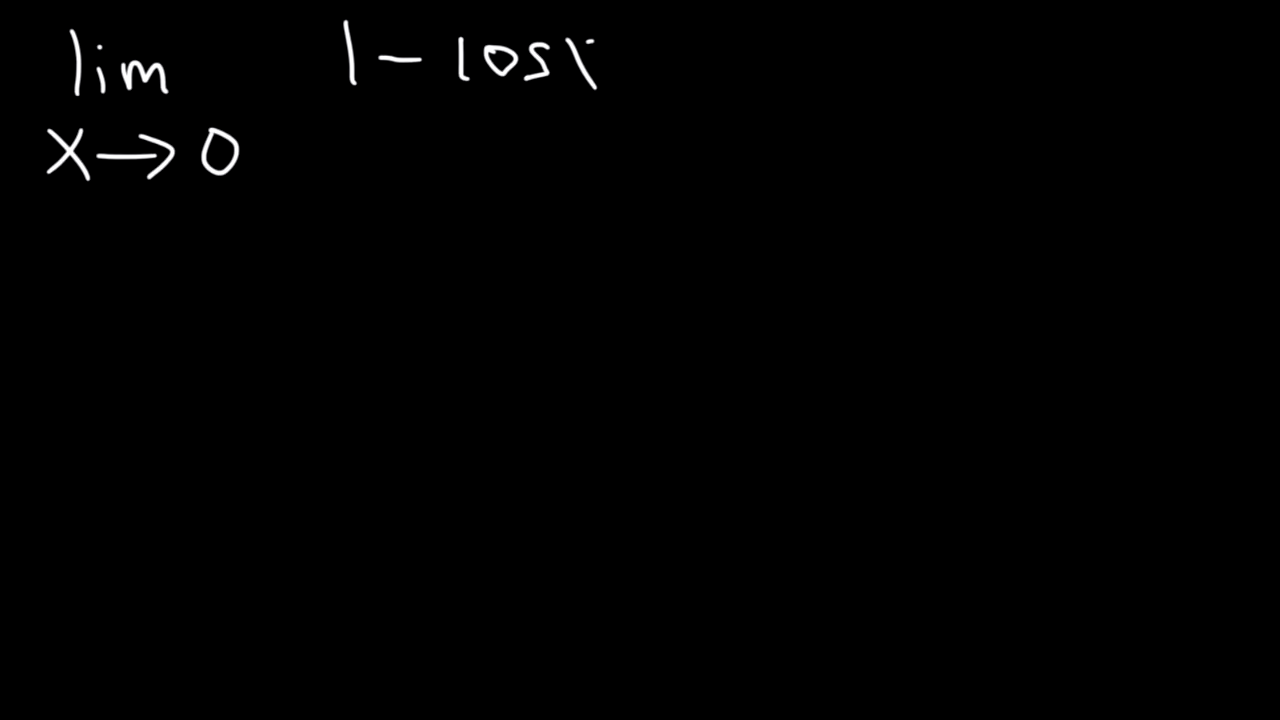 lim 1 - cos x
x → 0